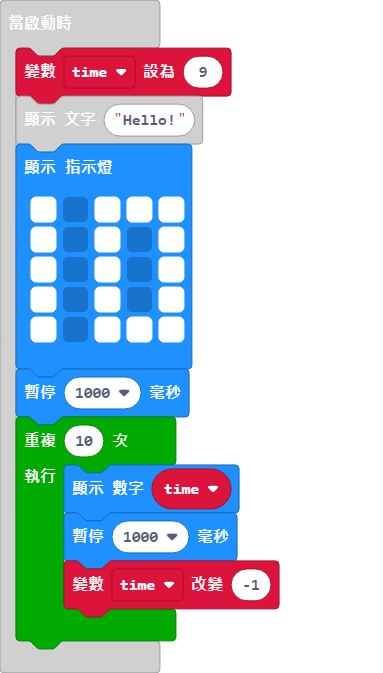 當啟動時
變數 time 設為 9
顯示 文字 "Hello!"
顯示 指示燈
暫停 1000 毫秒
重複 10 次
執行
顯示 數字 time
暫停 1000 毫秒
變數 time 改變 -1